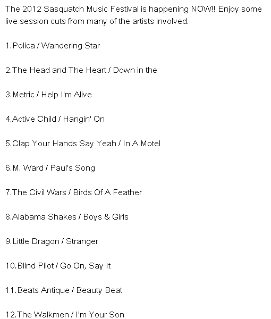 The 2012 Sasquatch Music Festival is happening NOW!! Enjoy some
live session cuts from many of the artists involved.
1.Polica / Wandering Star
2.The Head and The Heart / Down in the
3.Metric / Help I'm Alive
4.Active Child / Hangin' On
5.Clap Your Hands Say Yeah / In A Motel
6.M. Ward / Paul's Song
7.The Civil Wars / Birds Of A Feather
8.Alabama Shakes / Boys & Girls
9.Little Dragon / Stranger
10.Blind Pilot / Go On, Say It
11.Beats Antique / Beauty Beat
12.The Walkmen / I'm Your Son